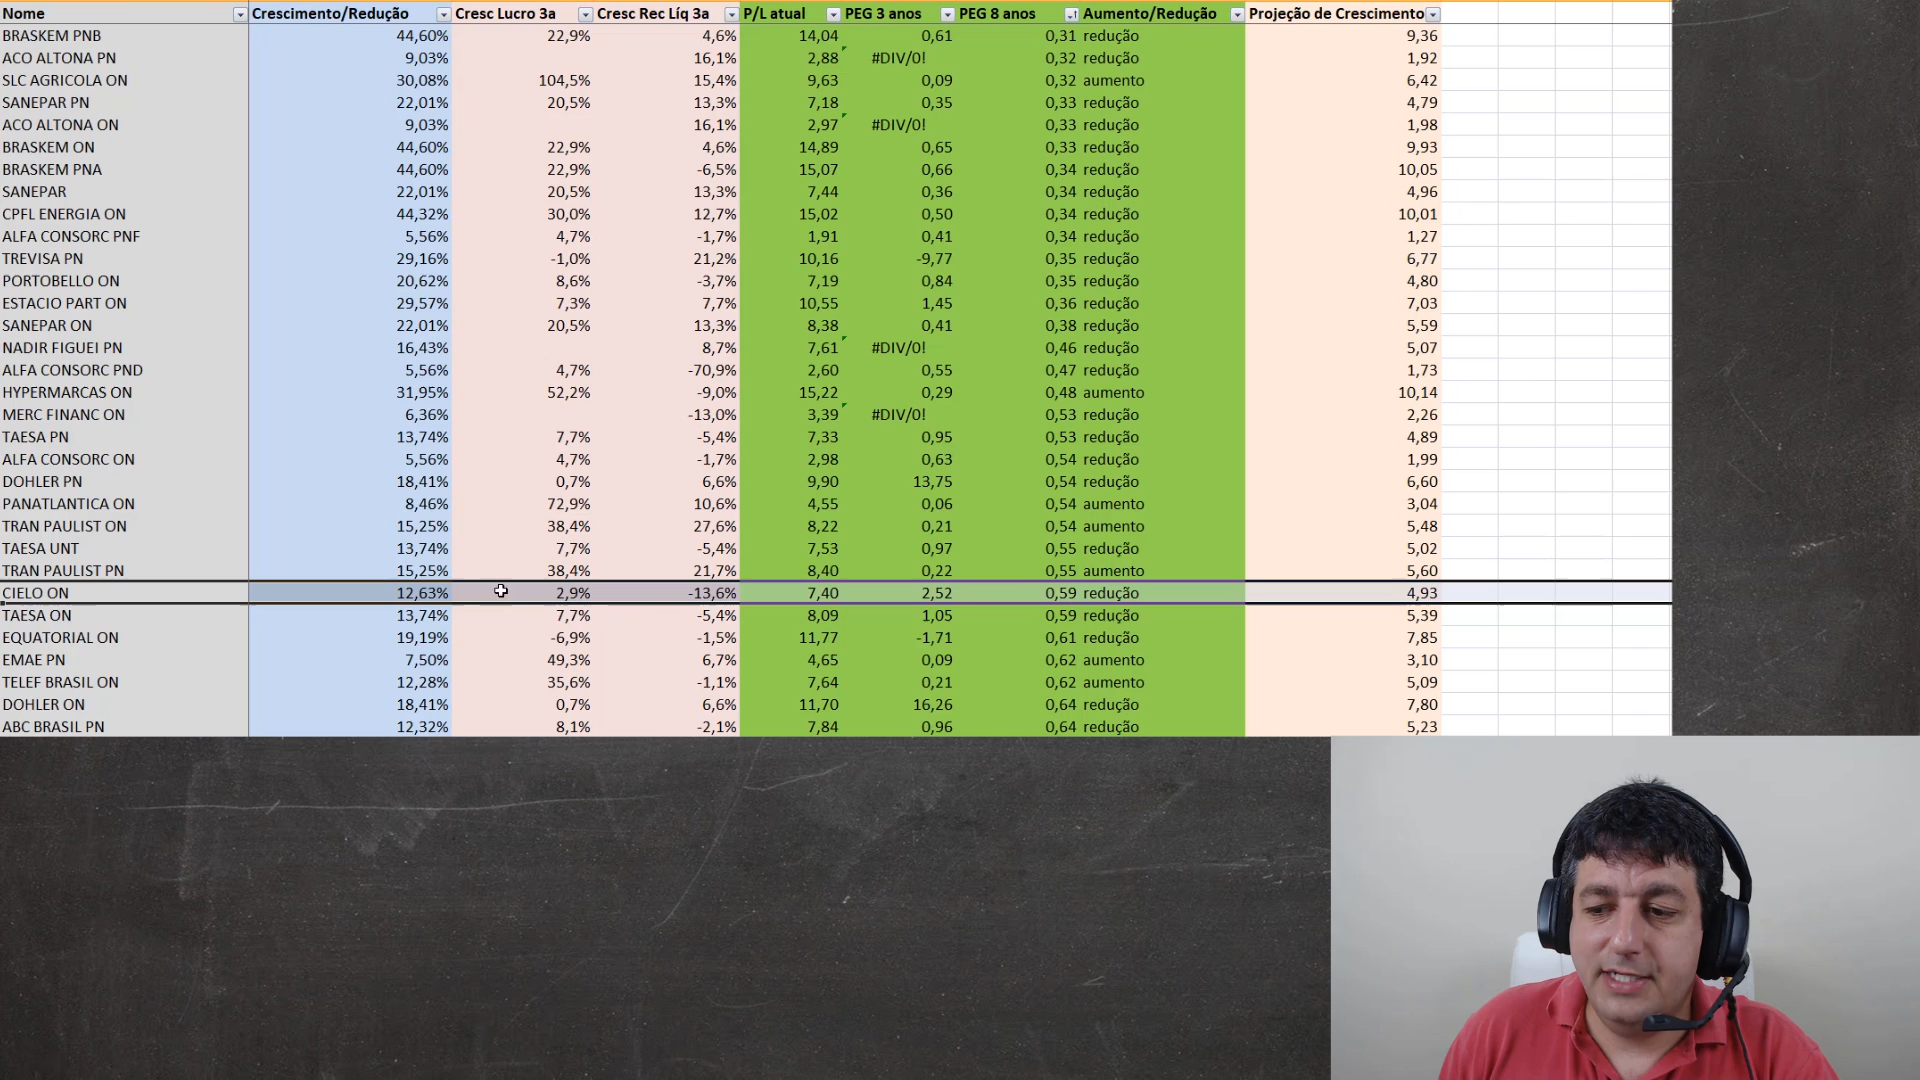 Nome Crescimento/Redução Cresc Lucro 3a Cresc Rec Líq 3a P/L atual PEG 3 anos PEG 8 anos Aumento/Redução Projeção de Crescimento
BRASKEM PNB 44,60% 22,9% 4,6% 14,04 0,61 0,31 redução 9,36
ACO ALTONA PN 9,03% 16,1% 2,88 #DIV/0! 0,32 redução 1,92
SLC AGRICOLA ON 30,08% 104,5% 15,4% 9,63 0,09 0,32 aumento 6,42
SANEPAR PN 22,01% 20,5% 13,3% 7,18 0,35 0,33 redução 4,79
ACO ALTONA ON 9,03% 16,1% 2,97 #DIV/0! 0,33 redução 1,98
BRASKEM ON 44,60% 22,9% 4,6% 14,89 0,65 0,33 redução 9,93
BRASKEM PNA 44,60% 22,9% -6,5% 15,07 0,66 0,34 redução 10,05
SANEPAR 22,01% 20,5% 13,3% 7,44 0,36 0,34 redução 4,96
CPFL ENERGIA ON 44,32% 30,0% 12,7% 15,02 0,50 0,34 redução 10,01
ALFA CONSORC PNF 5,56% 4,7% -1,7% 1,91 0,41 0,34 redução 1,27
TREVISA PN 29,16% -1,0% 21,2% 10,16 -9,77 0,35 redução 6,77
PORTOBELLO ON 20,62% 8,6% -3,7% 7,19 0,84 0,35 redução 4,80
ESTACIO PART ON 29,57% 7,3% 7,7% 10,55 1,45 0,36 redução 7,03
SANEPAR ON 22,01% 20,5% 13,3% 8,38 0,41 0,38 redução 5,59
NADIR FIGUEI PN 16,43% 8,7% 7,61 #DIV/0! 0,46 redução 5,07
ALFA CONSORC PND 5,56% 4,7% -70,9% 2,60 0,55 0,47 redução 1,73
HYPERMARCAS ON 31,95% 52,2% -9,0% 15,22 0,29 0,48 aumento 10,14
MERC FINANC ON 6,36% -13,0% 3,39 #DIV/0! 0,53 redução 2,26
TAESA PN 13,74% 7,7% -5,4% 7,33 0,95 0,53 redução 4,89
ALFA CONSORC ON 5,56% 4,7% -1,7% 2,98 0,63 0,54 redução 1,99
DOHLER PN 18,41% 0,7% 6,6% 9,90 13,75 0,54 redução 6,60
PANATLANTICA ON 8,46% 72,9% 10,6% 4,55 0,06 0,54 aumento 3,04
TRAN PAULIST ON 15,25% 38,4% 27,6% 8,22 0,21 0,54 aumento 5,48
TAESA UNT 13,74% 7,7% -5,4% 7,53 0,97 0,55 redução 5,02
TRAN PAULIST PN 15,25% 38,4% 21,7% 8,40 0,22 0,55 aumento 5,60
CIELO ON 12,63% 2,9% -13,6% 7,40 2,52 0,59 redução 4,93
TAESA ON 13,74% 7,7% -5,4% 8,09 1,05 0,59 redução 5,39
EQUATORIAL ON 19,19% -6,9% -1,5% 11,77 -1,71 0,61 redução 7,85
EMAE PN 7,50% 49,3% 6,7% 4,65 0,09 0,62 aumento 3,10
TELEF BRASIL ON 12,28% 35,6% -1,1% 7,64 0,21 0,62 aumento 5,09
DOHLER ON 18,41% 0,7% 6,6% 11,70 16,26 0,64 redução 7,80
ABC BRASIL PN 12,32% 8,1% -2,1% 7,84 0,96 0,64 redução 5,23